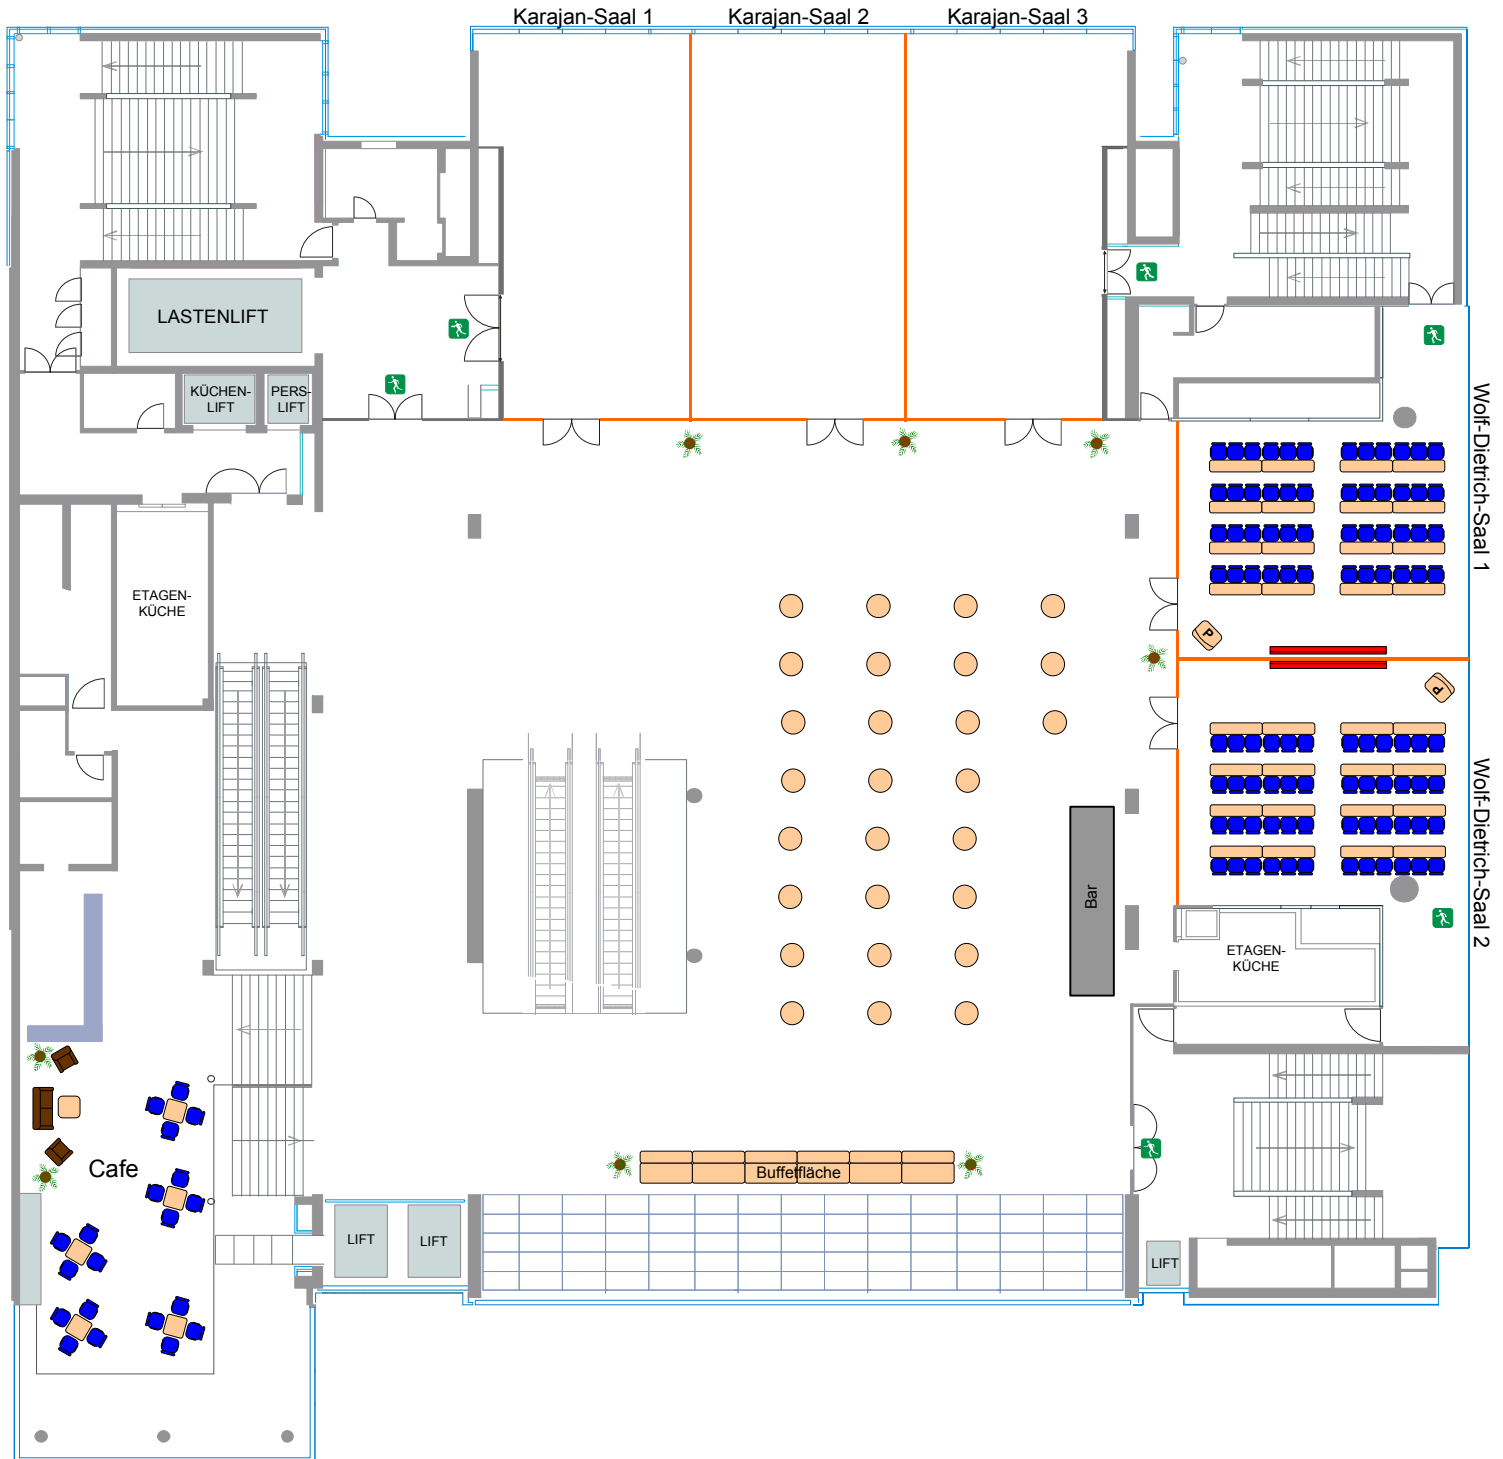 Karajan-Saal 1
Karajan-Saal 2
Karajan-Saal 3
LASTENLIFT
KÜCHEN-
LIFT
PERS-
LIFT
Wolf-Dietrich-Saal 1
ETAGEN-
KÜCHE
P
P
Wolf-Dietrich-Saal 2
Bar
ETAGEN-
KÜCHE
Cafe
Buffetfläche
LIFT
LIFT
LIFT